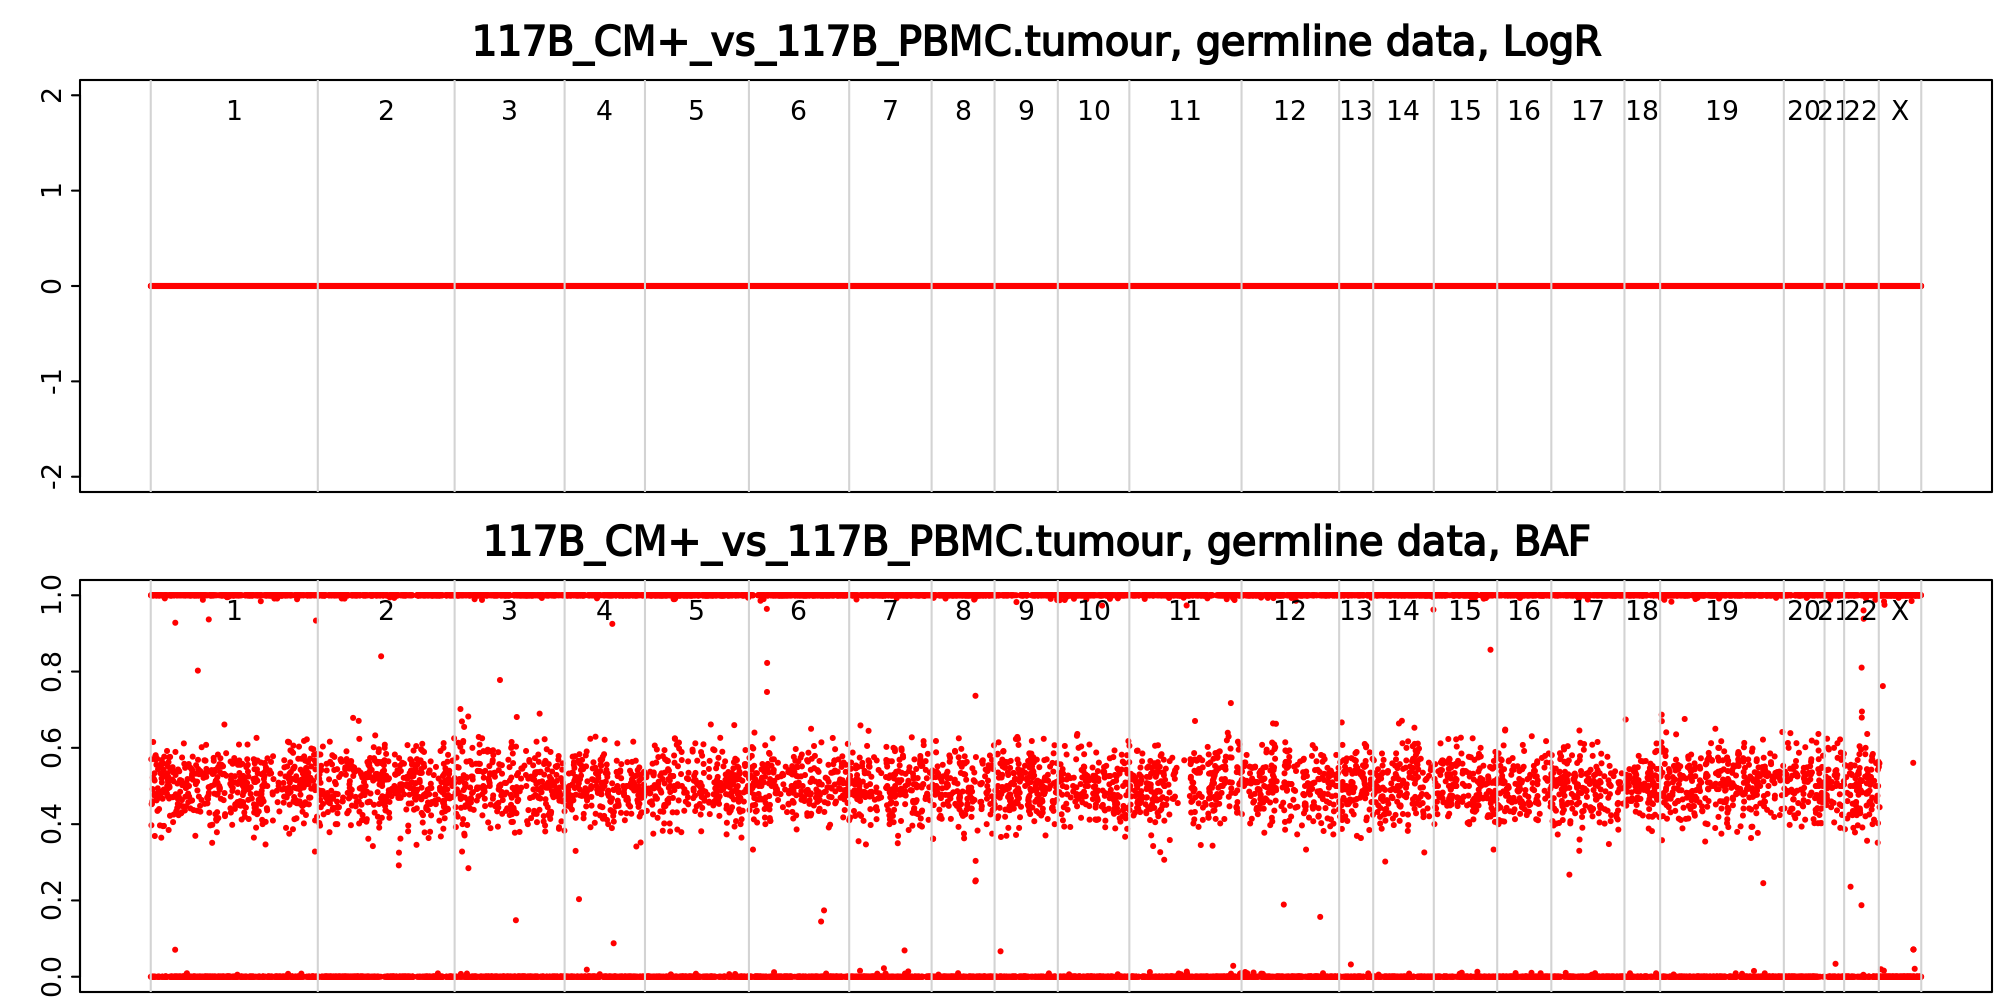 117B_CM+_vs_117B_PBMC.tumour, germline data, LogR
2
1
0
-1
-2
1 2 3 4 5 6 7 8 9 10 11 12 13 14 15 16 17 18 19 20 21 22 X
117B_CM+_vs_117B_PBMC.tumour, germline data, BAF
1.0
0.8
0.6
0.4
0.2
0.0
1 2 3 4 5 6 7 8 9 10 11 12 13 14 15 16 17 18 19 20 21 22 X